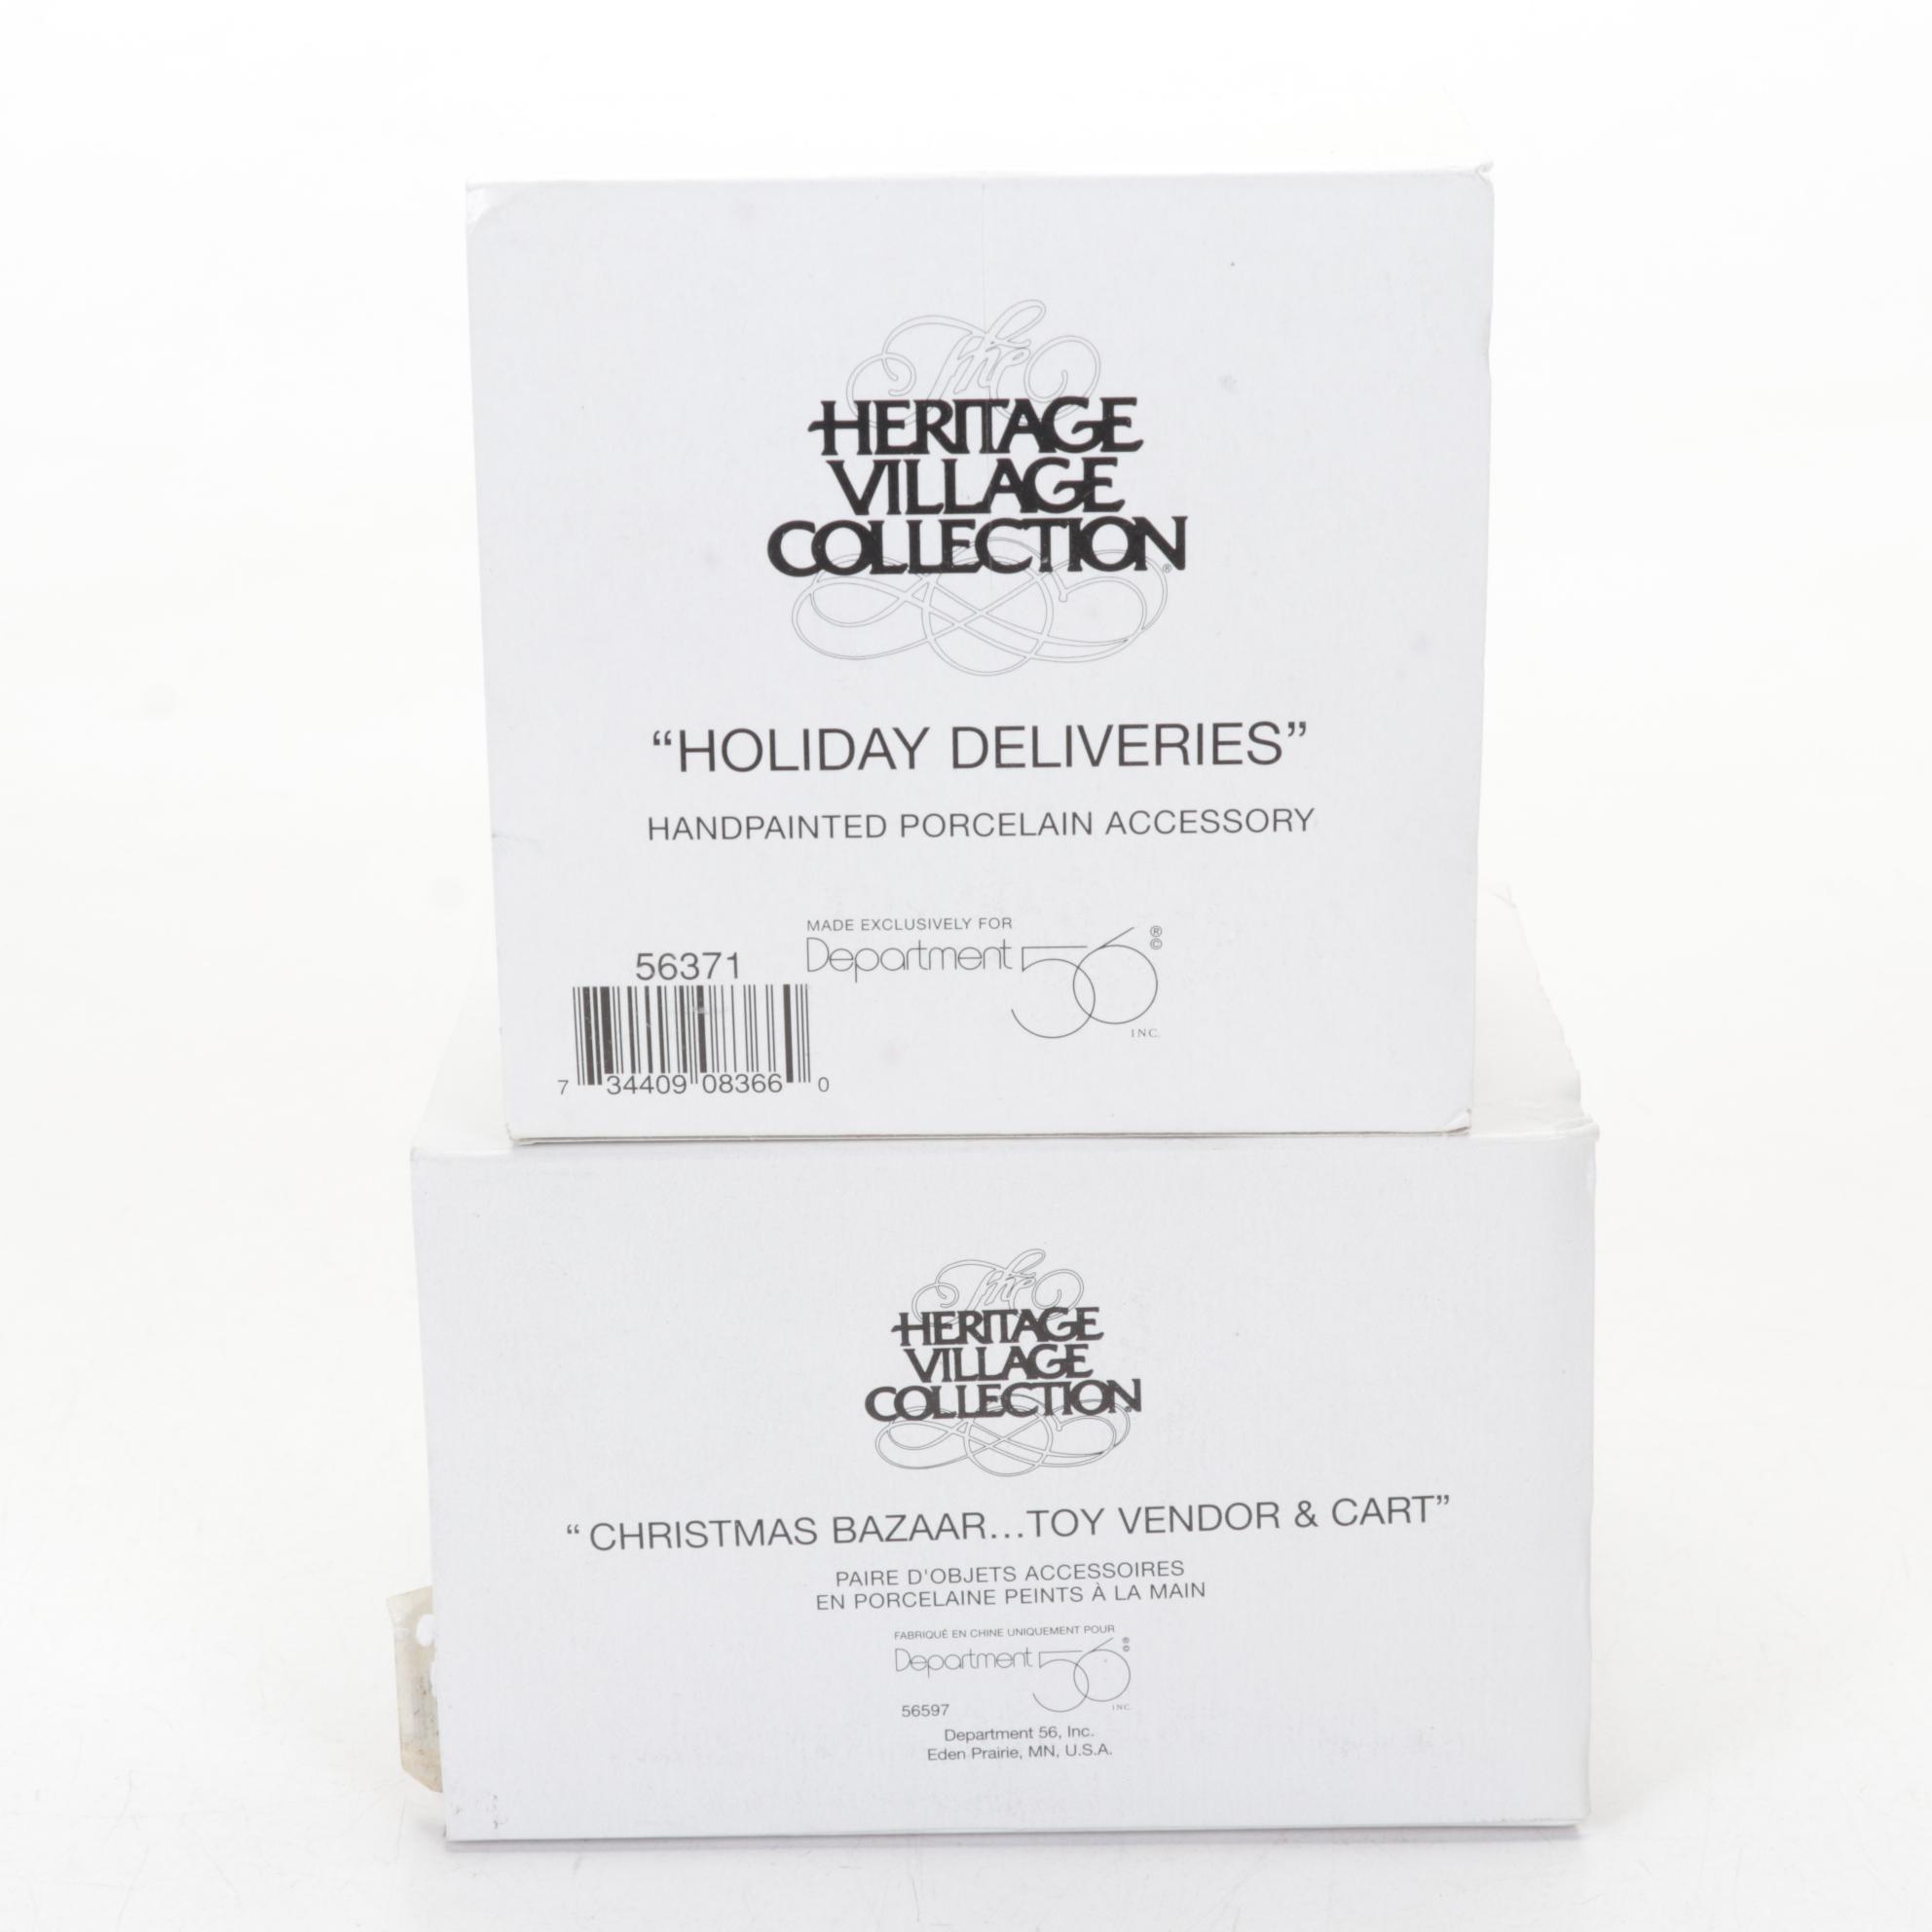 The
HERITAGE
VILLAGE
COLLECTION®
“HOLIDAY DELIVERIES”
HANDPAINTED PORCELAIN ACCESSORY
MADE EXCLUSIVELY FOR
Department 56 ®©
INC.
56371
7 34409 08366 0
The
HERITAGE
VILLAGE
COLLECTION
“ CHRISTMAS BAZAAR...TOY VENDOR & CART”
PAIRE D'OBJETS ACCESSOIRES
EN PORCELAINE PEINTS À LA MAIN
FABRIQUÉ EN CHINE UNIQUEMENT POUR
Department 56 ®©
INC.
56597
Department 56, Inc.
Eden Prairie, MN, U.S.A.